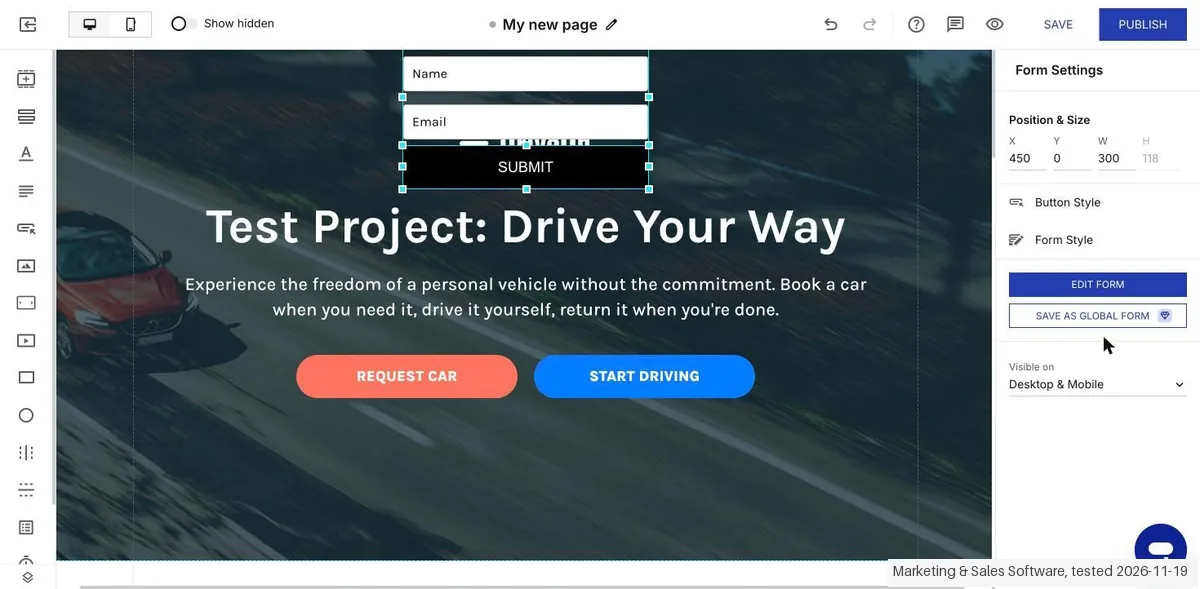 Show hidden
My new page
SAVE
PUBLISH
Name
Email
SUBMIT
Test Project: Drive Your Way
Experience the freedom of a personal vehicle without the commitment. Book a car
when you need it, drive it yourself, return it when you're done.
REQUEST CAR
START DRIVING
Form Settings
Position & Size
X Y W H
450 0 300 118
Button Style
Form Style
EDIT FORM
SAVE AS GLOBAL FORM
Visible on
Desktop & Mobile
Marketing & Sales Software, tested 2026-11-19